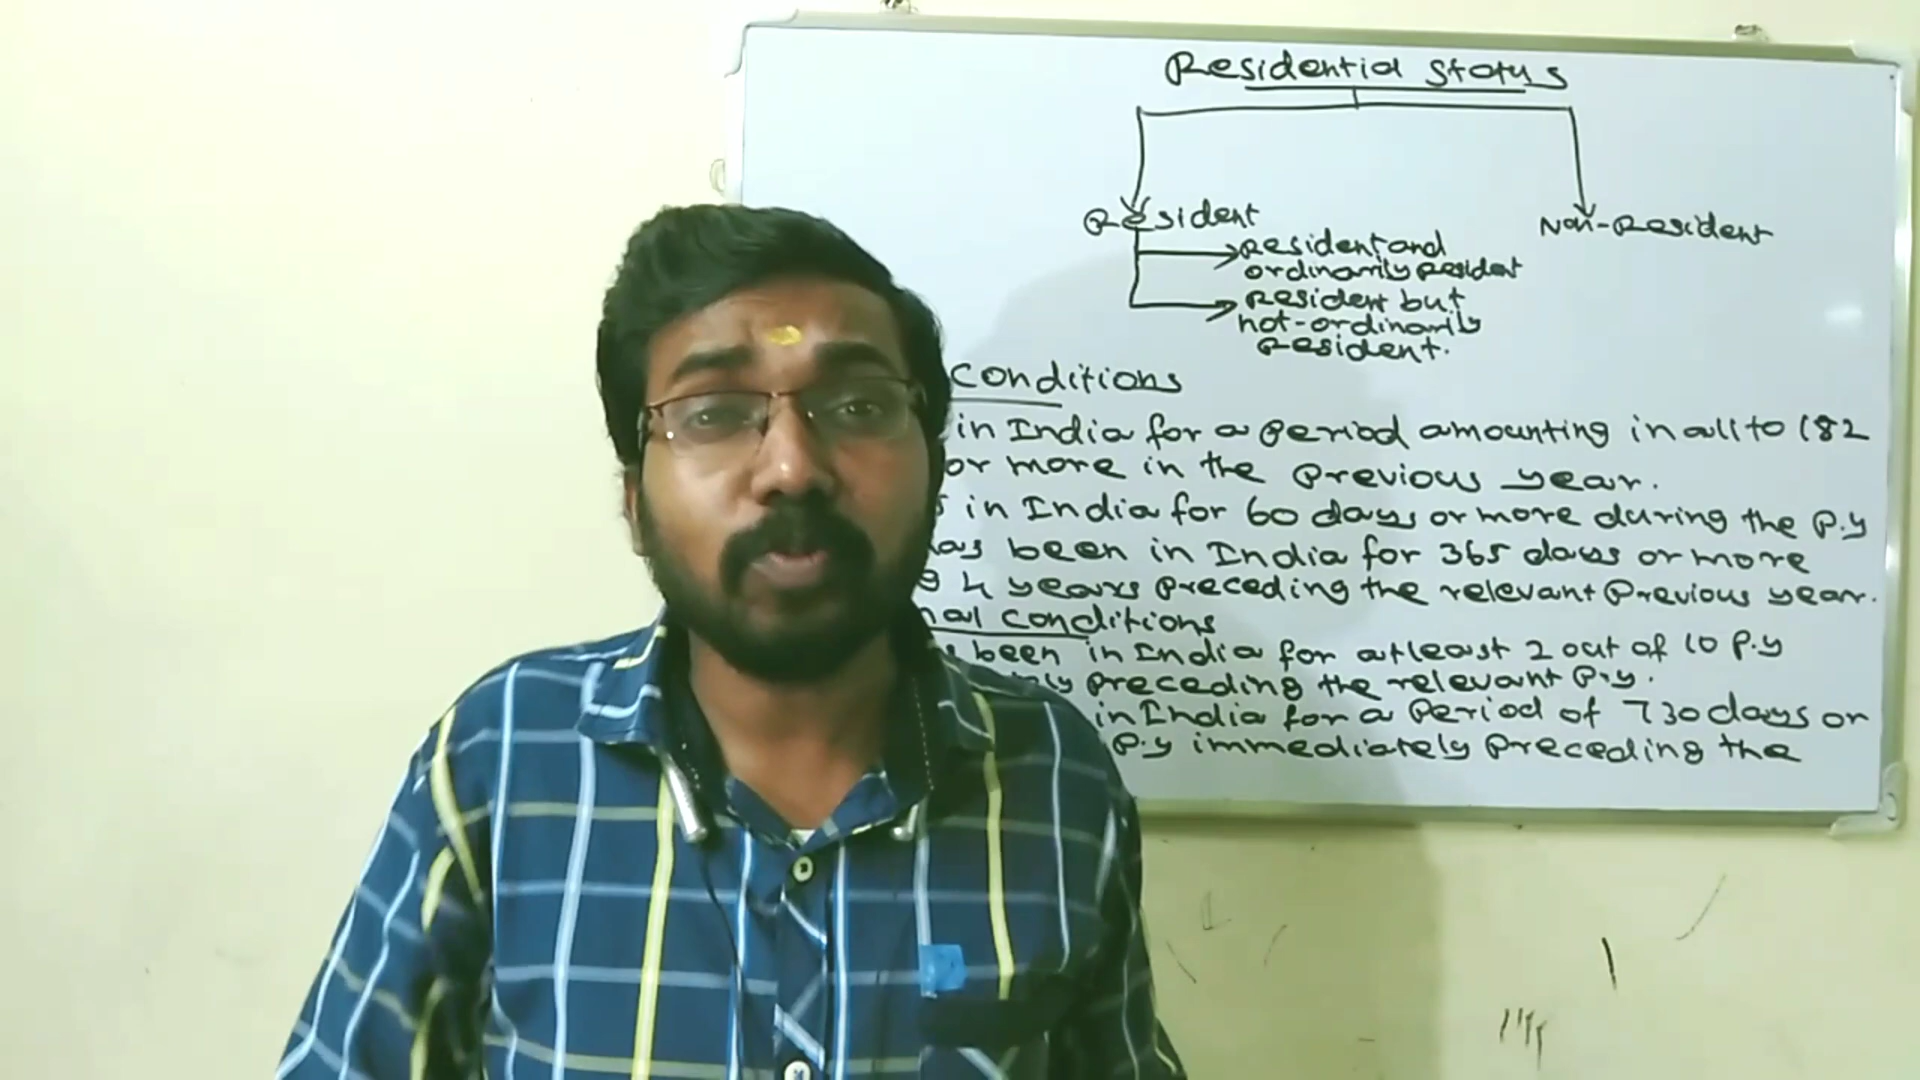 Residential Status
Resident
Non-Resident
Resident and
ordinarily Resident
Resident but
not-ordinarily
Resident.
Conditions
in India for a period amounting in all to 182
or more in the previous year.
in India for 60 days or more during the P.y
has been in India for 365 days or more
4 years preceding the relevant previous year.
conditions
been in India for atleast 2 out of 10 P.y
preceding the relevant P.y.
in India for a period of 730 days or
P.y immediately preceding the